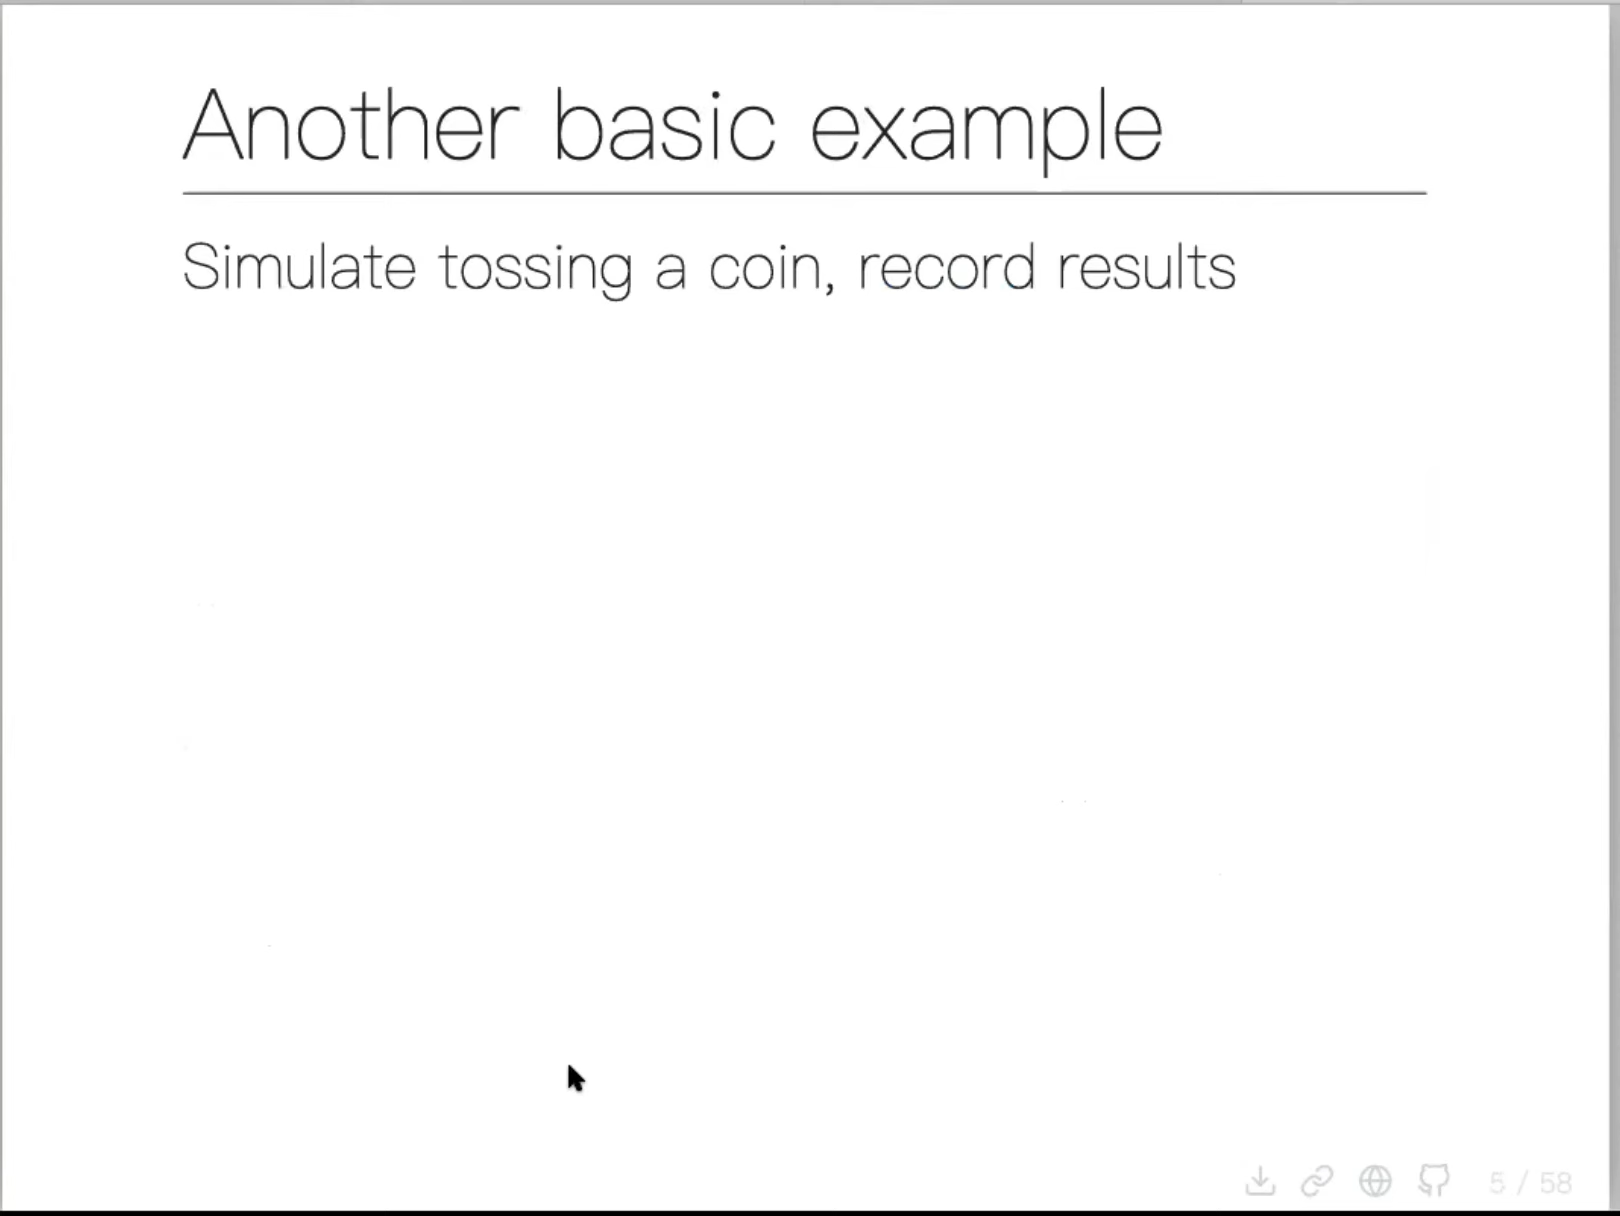 Another basic example
Simulate tossing a coin, record results
5 / 58